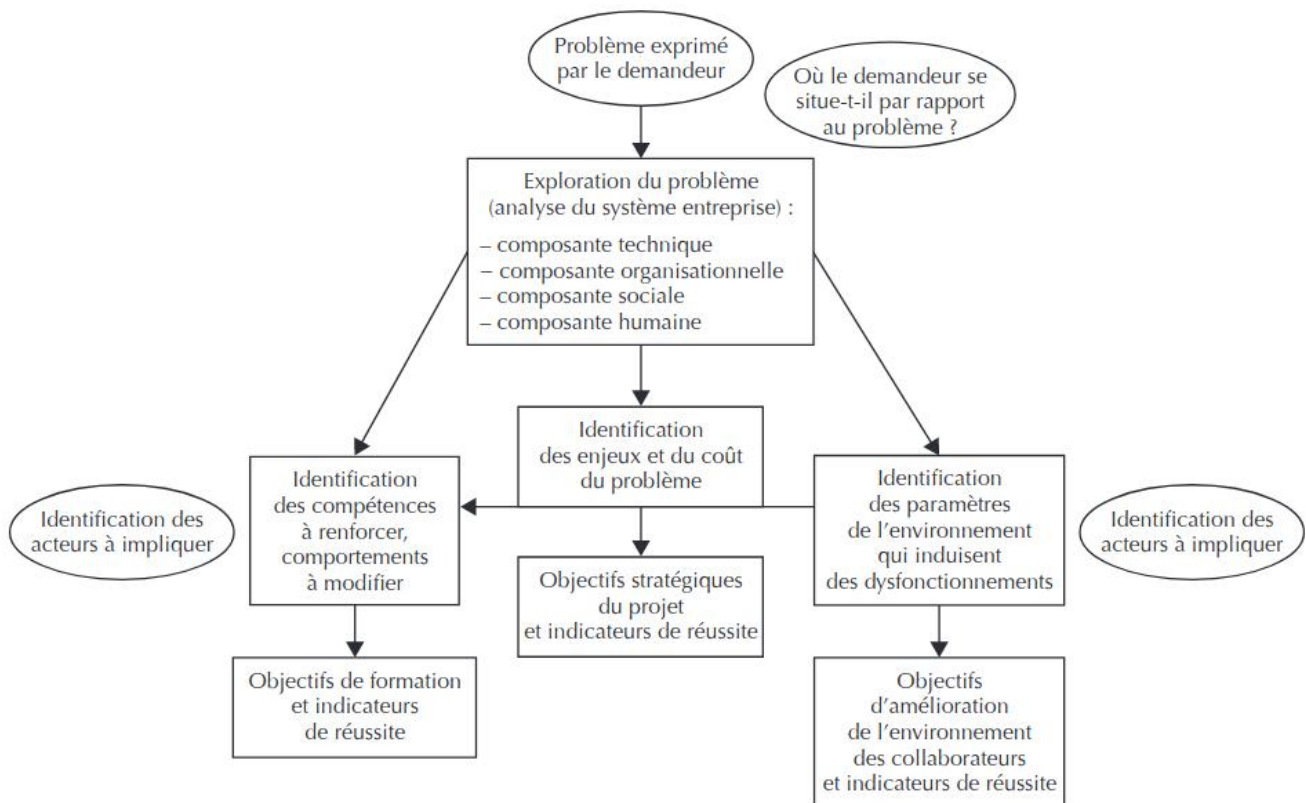 Problème exprimé
par le demandeur
Où le demandeur se
situe-t-il par rapport
au problème ?
Exploration du problème
(analyse du système entreprise) :
– composante technique
– composante organisationnelle
– composante sociale
– composante humaine
Identification
des enjeux et du coût
du problème
Identification des
acteurs à impliquer
Identification
des compétences
à renforcer,
comportements
à modifier
Identification
des paramètres
de l’environnement
qui induisent
des dysfonctionnements
Identification des
acteurs à impliquer
Objectifs stratégiques
du projet
et indicateurs de réussite
Objectifs de formation
et indicateurs
de réussite
Objectifs
d’amélioration
de l’environnement
des collaborateurs
et indicateurs de réussite